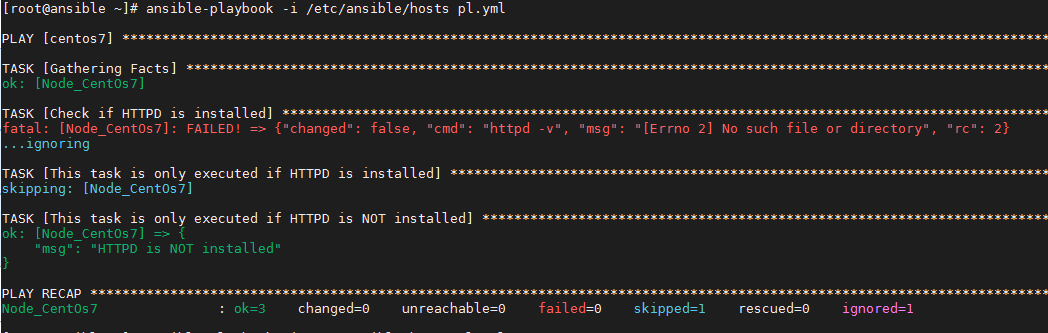 [root@ansible ~]# ansible-playbook -i /etc/ansible/hosts pl.yml
PLAY [centos7] ********************************************************************************************************************
TASK [Gathering Facts] ************************************************************************************************************
ok: [Node_CentOs7]
TASK [Check if HTTPD is installed] ************************************************************************************************
fatal: [Node_CentOs7]: FAILED! => {"changed": false, "cmd": "httpd -v", "msg": "[Errno 2] No such file or directory", "rc": 2}
...ignoring
TASK [This task is only executed if HTTPD is installed] ***************************************************************************
skipping: [Node_CentOs7]
TASK [This task is only executed if HTTPD is NOT installed] ***********************************************************************
ok: [Node_CentOs7] => {
    "msg": "HTTPD is NOT installed"
}
PLAY RECAP ************************************************************************************************************************
Node_CentOs7               : ok=3    changed=0    unreachable=0    failed=0    skipped=1    rescued=0    ignored=1